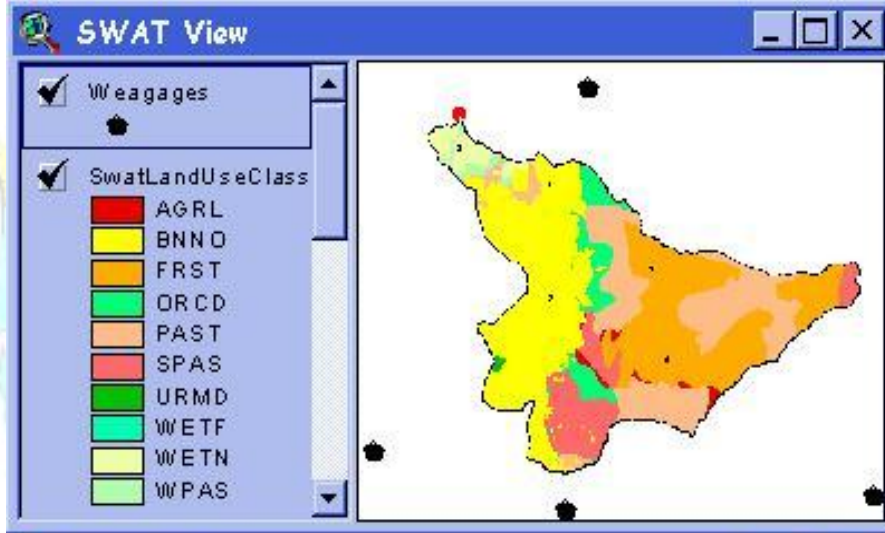 SWAT View
Weagages
SwatLandUseClass
AGRL
BNNO
FRST
ORCD
PAST
SPAS
URMD
WETF
WETN
WPAS